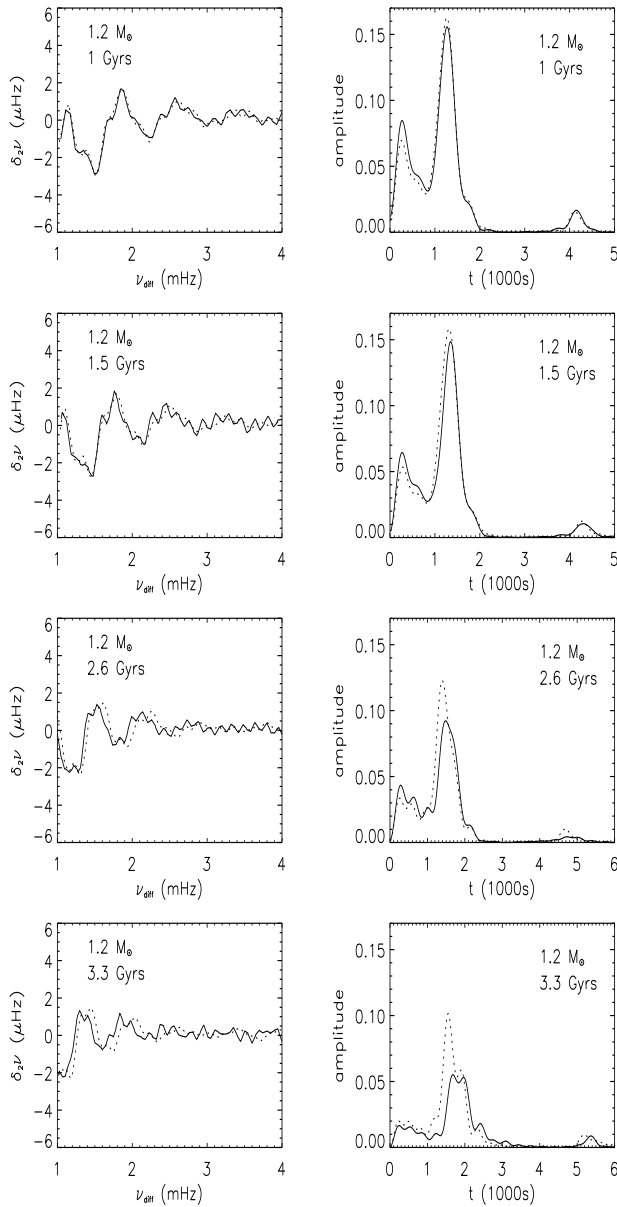 6
4
2
0
-2
-4
-6
δ₂ν (μHz)
1.2 M⊙
1 Gyrs
1 2 3 4
ν_diff (mHz)
0.15
0.10
0.05
0.00
amplitude
1.2 M⊙
1 Gyrs
0 1 2 3 4 5
t (1000s)
6
4
2
0
-2
-4
-6
δ₂ν (μHz)
1.2 M⊙
1.5 Gyrs
1 2 3 4
ν_diff (mHz)
0.15
0.10
0.05
0.00
amplitude
1.2 M⊙
1.5 Gyrs
0 1 2 3 4 5
t (1000s)
6
4
2
0
-2
-4
-6
δ₂ν (μHz)
1.2 M⊙
2.6 Gyrs
1 2 3 4
ν_diff (mHz)
0.15
0.10
0.05
0.00
amplitude
1.2 M⊙
2.6 Gyrs
0 1 2 3 4 5 6
t (1000s)
6
4
2
0
-2
-4
-6
δ₂ν (μHz)
1.2 M⊙
3.3 Gyrs
1 2 3 4
ν_diff (mHz)
0.15
0.10
0.05
0.00
amplitude
1.2 M⊙
3.3 Gyrs
0 1 2 3 4 5 6
t (1000s)